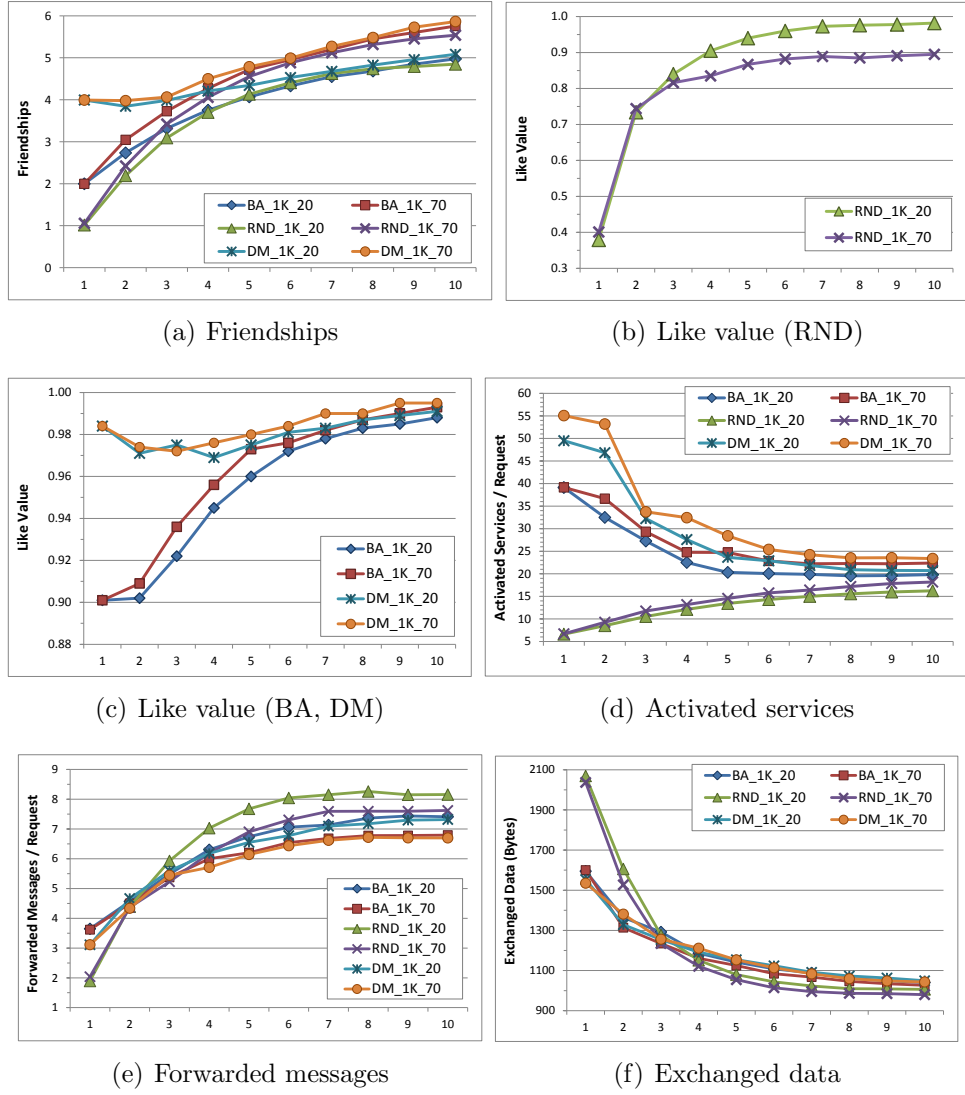 6
5
4
3
2
1
0
Friendships
BA_1K_20 BA_1K_70
RND_1K_20 RND_1K_70
DM_1K_20 DM_1K_70
1 2 3 4 5 6 7 8 9 10
(a) Friendships
1.0
0.9
0.8
0.7
0.6
0.5
0.4
0.3
Like Value
RND_1K_20
RND_1K_70
1 2 3 4 5 6 7 8 9 10
(b) Like value (RND)
1.00
0.98
0.96
0.94
0.92
0.90
0.88
Like Value
BA_1K_20
BA_1K_70
DM_1K_20
DM_1K_70
1 2 3 4 5 6 7 8 9 10
(c) Like value (BA, DM)
60
55
50
45
40
35
30
25
20
15
10
5
Activated Services / Request
BA_1K_20 BA_1K_70
RND_1K_20 RND_1K_70
DM_1K_20 DM_1K_70
1 2 3 4 5 6 7 8 9 10
(d) Activated services
9
8
7
6
5
4
3
2
1
Forwarded Messages / Request
BA_1K_20
BA_1K_70
RND_1K_20
RND_1K_70
DM_1K_20
DM_1K_70
1 2 3 4 5 6 7 8 9 10
(e) Forwarded messages
2100
1900
1700
1500
1300
1100
900
Exchanged Data (Bytes)
BA_1K_20 BA_1K_70
RND_1K_20 RND_1K_70
DM_1K_20 DM_1K_70
1 2 3 4 5 6 7 8 9 10
(f) Exchanged data